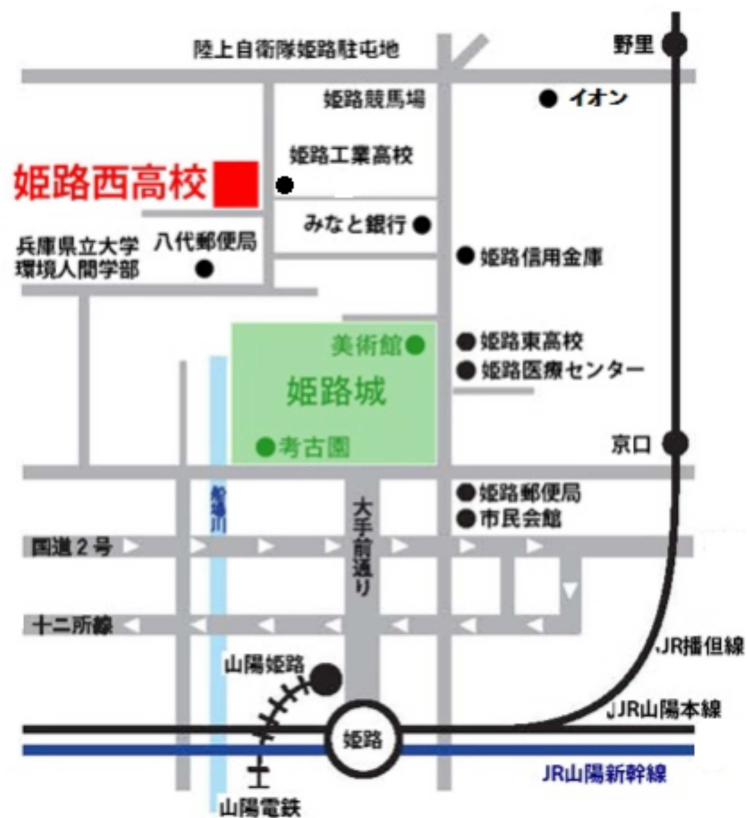 陸上自衛隊姫路駐屯地
野里
姫路競馬場
イオン
姫路工業高校
姫路西高校
みなと銀行
兵庫県立大学
環境人間学部
八代郵便局
姫路信用金庫
美術館
姫路東高校
姫路医療センター
姫路城
考古園
京口
船場川
大手前通り
姫路郵便局
市民会館
国道2号
十二所線
山陽姫路
JR播但線
JR山陽本線
姫路
JR山陽新幹線
山陽電鉄